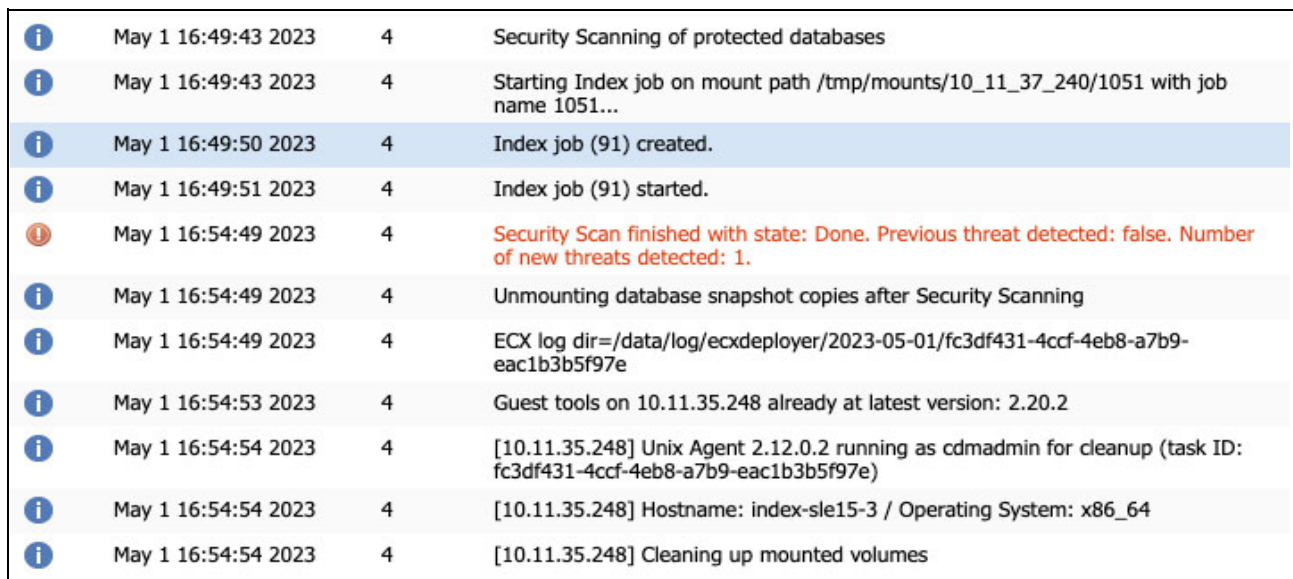 May 1 16:49:43 2023 4 Security Scanning of protected databases
May 1 16:49:43 2023 4 Starting Index job on mount path /tmp/mounts/10_11_37_240/1051 with job
name 1051...
May 1 16:49:50 2023 4 Index job (91) created.
May 1 16:49:51 2023 4 Index job (91) started.
May 1 16:54:49 2023 4 Security Scan finished with state: Done. Previous threat detected: false. Number
of new threats detected: 1.
May 1 16:54:49 2023 4 Unmounting database snapshot copies after Security Scanning
May 1 16:54:49 2023 4 ECX log dir=/data/log/ecxdeployer/2023-05-01/fc3df431-4ccf-4eb8-a7b9-
eac1b3b5f97e
May 1 16:54:53 2023 4 Guest tools on 10.11.35.248 already at latest version: 2.20.2
May 1 16:54:54 2023 4 [10.11.35.248] Unix Agent 2.12.0.2 running as cdmadmin for cleanup (task ID:
fc3df431-4ccf-4eb8-a7b9-eac1b3b5f97e)
May 1 16:54:54 2023 4 [10.11.35.248] Hostname: index-sle15-3 / Operating System: x86_64
May 1 16:54:54 2023 4 [10.11.35.248] Cleaning up mounted volumes